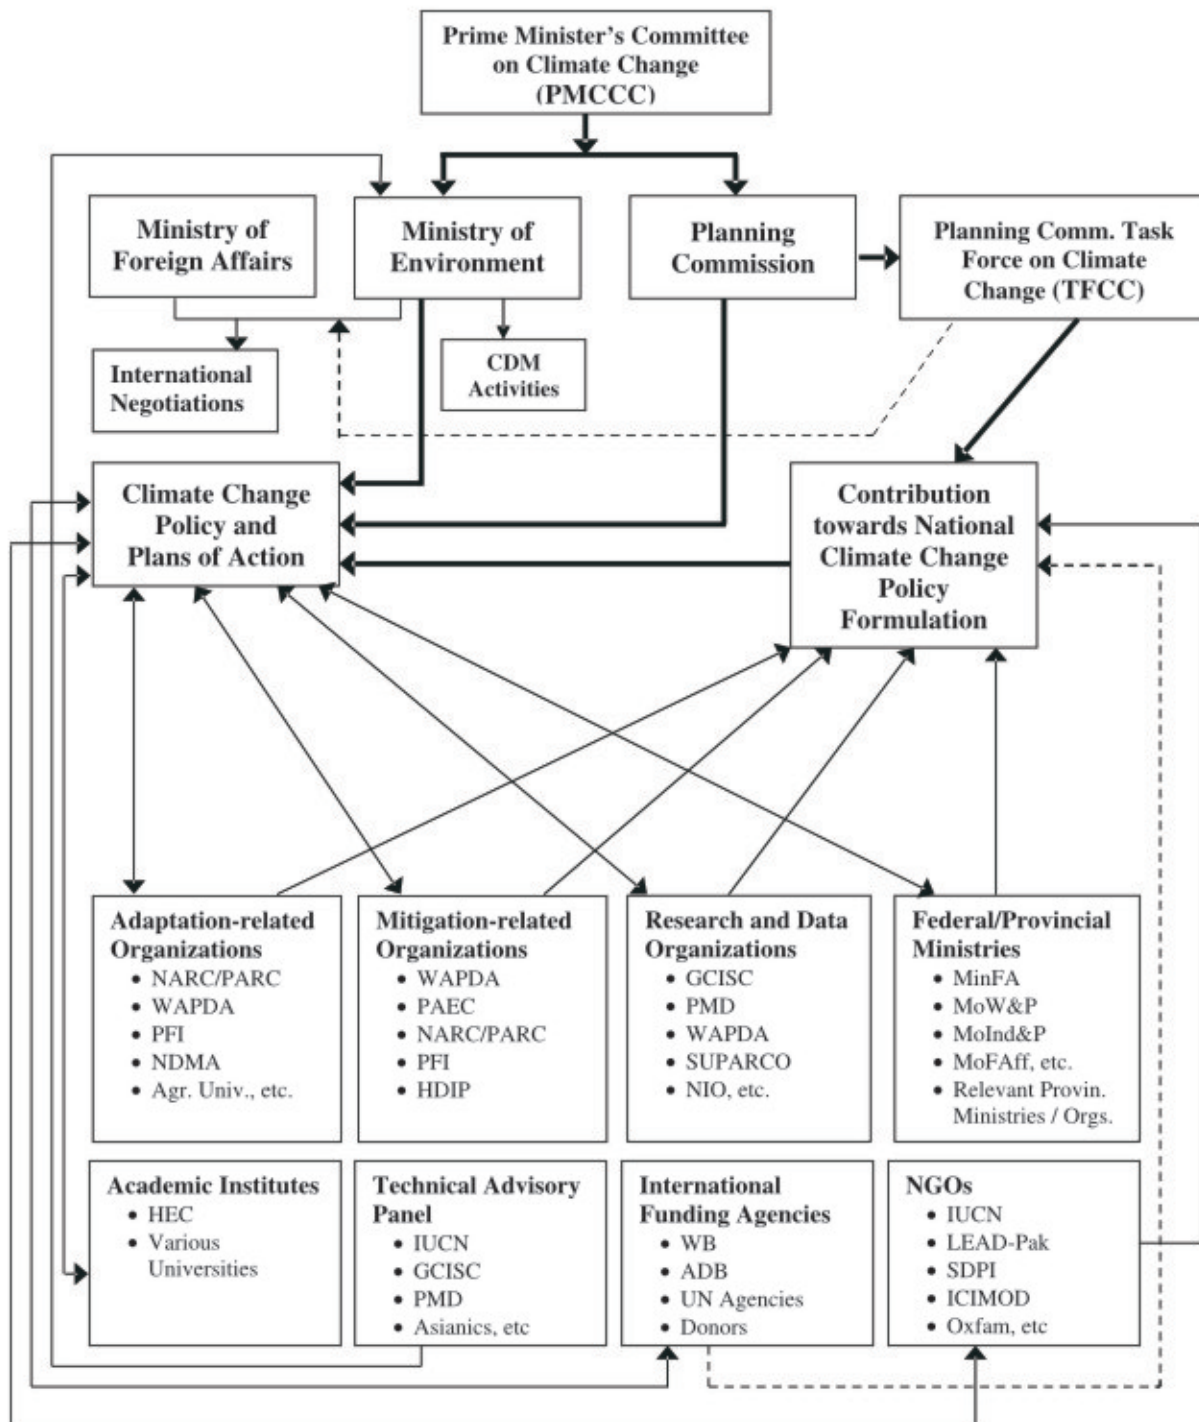 Prime Minister's Committee
on Climate Change
(PMCCC)
Ministry of
Foreign Affairs
Ministry of
Environment
Planning
Commission
Planning Comm. Task
Force on Climate
Change (TFCC)
International
Negotiations
CDM
Activities
Climate Change
Policy and
Plans of Action
Contribution
towards National
Climate Change
Policy
Formulation
Adaptation-related
Organizations
• NARC/PARC
• WAPDA
• PFI
• NDMA
• Agr. Univ., etc.
Mitigation-related
Organizations
• WAPDA
• PAEC
• NARC/PARC
• PFI
• HDIP
Research and Data
Organizations
• GCISC
• PMD
• WAPDA
• SUPARCO
• NIO, etc.
Federal/Provincial
Ministries
• MinFA
• MoW&P
• MoInd&P
• MoFAff, etc.
• Relevant Provin.
Ministries / Orgs.
Academic Institutes
• HEC
• Various
Universities
Technical Advisory
Panel
• IUCN
• GCISC
• PMD
• Asianics, etc
International
Funding Agencies
• WB
• ADB
• UN Agencies
• Donors
NGOs
• IUCN
• LEAD-Pak
• SDPI
• ICIMOD
• Oxfam, etc